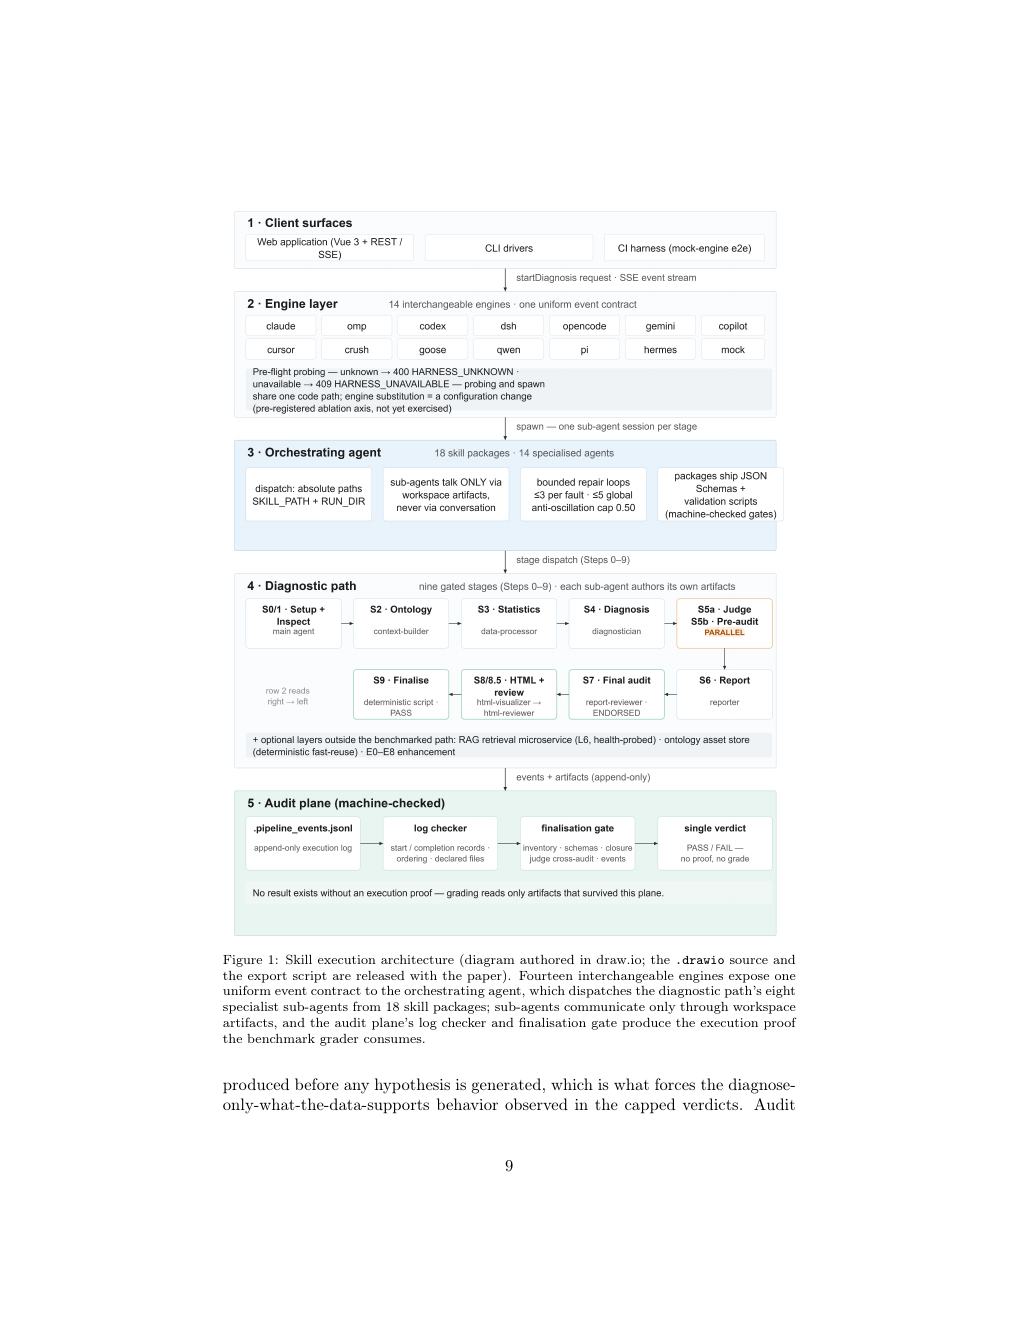 1 · Client surfaces
Web application (Vue 3 + REST /
SSE)
CLI drivers
CI harness (mock-engine e2e)
startDiagnosis request · SSE event stream
2 · Engine layer
14 interchangeable engines · one uniform event contract
claude
omp
codex
dsh
opencode
gemini
copilot
cursor
crush
goose
qwen
pi
hermes
mock
Pre-flight probing — unknown → 400 HARNESS_UNKNOWN ·
unavailable → 409 HARNESS_UNAVAILABLE — probing and spawn
share one code path; engine substitution = a configuration change
(pre-registered ablation axis, not yet exercised)
spawn — one sub-agent session per stage
3 · Orchestrating agent
18 skill packages · 14 specialised agents
dispatch: absolute paths
SKILL_PATH + RUN_DIR
sub-agents talk ONLY via
workspace artifacts,
never via conversation
bounded repair loops
≤3 per fault · ≤5 global
anti-oscillation cap 0.50
packages ship JSON
Schemas +
validation scripts
(machine-checked gates)
stage dispatch (Steps 0–9)
4 · Diagnostic path
nine gated stages (Steps 0–9) · each sub-agent authors its own artifacts
S0/1 · Setup +
Inspect
main agent
S2 · Ontology
context-builder
S3 · Statistics
data-processor
S4 · Diagnosis
diagnostician
S5a · Judge
S5b · Pre-audit
PARALLEL
row 2 reads
right → left
S9 · Finalise
deterministic script ·
PASS
S8/8.5 · HTML +
review
html-visualizer →
html-reviewer
S7 · Final audit
report-reviewer ·
ENDORSED
S6 · Report
reporter
+ optional layers outside the benchmarked path: RAG retrieval microservice (L6, health-probed) · ontology asset store
(deterministic fast-reuse) · E0–E8 enhancement
events + artifacts (append-only)
5 · Audit plane (machine-checked)
.pipeline_events.jsonl
append-only execution log
log checker
start / completion records ·
ordering · declared files
finalisation gate
inventory · schemas · closure
judge cross-audit · events
single verdict
PASS / FAIL —
no proof, no grade
No result exists without an execution proof — grading reads only artifacts that survived this plane.
Figure 1: Skill execution architecture (diagram authored in draw.io; the .drawio source and
the export script are released with the paper). Fourteen interchangeable engines expose one
uniform event contract to the orchestrating agent, which dispatches the diagnostic path's eight
specialist sub-agents from 18 skill packages; sub-agents communicate only through workspace
artifacts, and the audit plane's log checker and finalisation gate produce the execution proof
the benchmark grader consumes.
produced before any hypothesis is generated, which is what forces the diagnose-
only-what-the-data-supports behavior observed in the capped verdicts. Audit
9